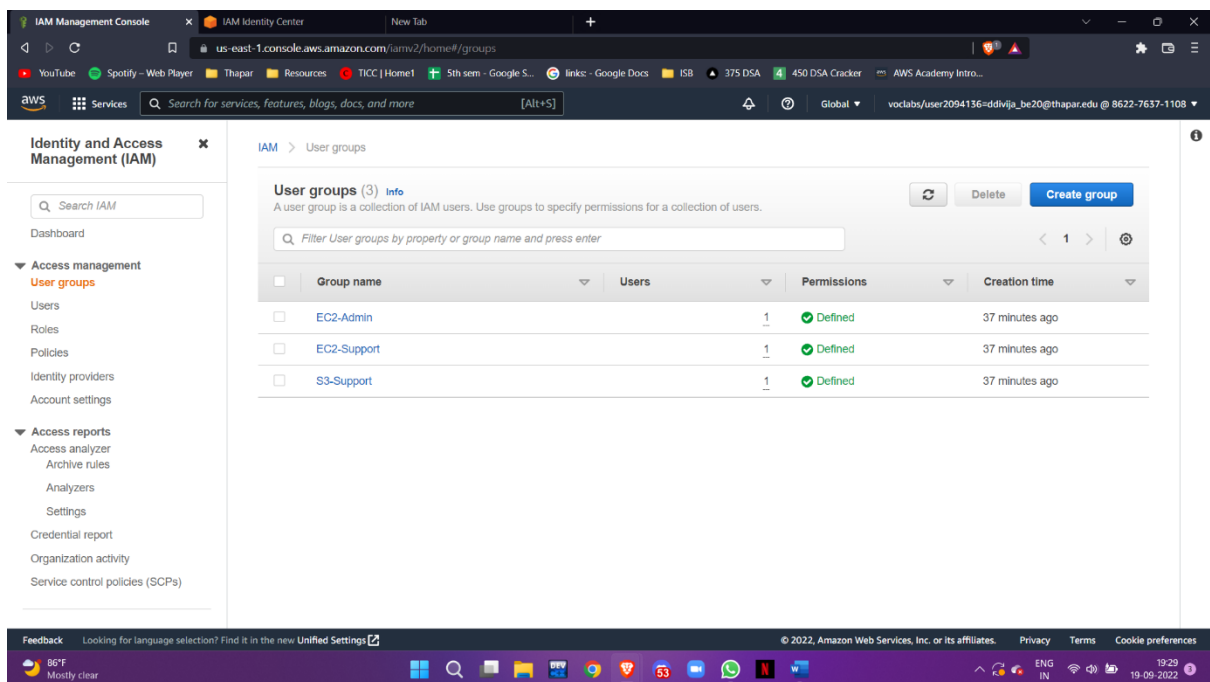 IAM Management Console
IAM Identity Center
New Tab
us-east-1.console.aws.amazon.com/iamv2/home#/groups
YouTube Spotify – Web Player Thapar Resources TICC | Home1 5th sem - Google S... links: - Google Docs ISB 375 DSA 450 DSA Cracker AWS Academy Intro...
aws Services Search for services, features, blogs, docs, and more [Alt+S] Global voclabs/user2094136=ddivija_be20@thapar.edu @ 8622-7637-1108
Identity and Access Management (IAM)
Search IAM
Dashboard
Access management
User groups
Users
Roles
Policies
Identity providers
Account settings
Access reports
Access analyzer
Archive rules
Analyzers
Settings
Credential report
Organization activity
Service control policies (SCPs)
IAM > User groups
User groups (3) Info
A user group is a collection of IAM users. Use groups to specify permissions for a collection of users.
Delete
Create group
Filter User groups by property or group name and press enter
< 1 >
Group name Users Permissions Creation time
EC2-Admin 1 Defined 37 minutes ago
EC2-Support 1 Defined 37 minutes ago
S3-Support 1 Defined 37 minutes ago
Feedback Looking for language selection? Find it in the new Unified Settings © 2022, Amazon Web Services, Inc. or its affiliates. Privacy Terms Cookie preferences
86°F
Mostly clear
DEV
53
N
W
ENG
IN
19:29
19-09-2022
3